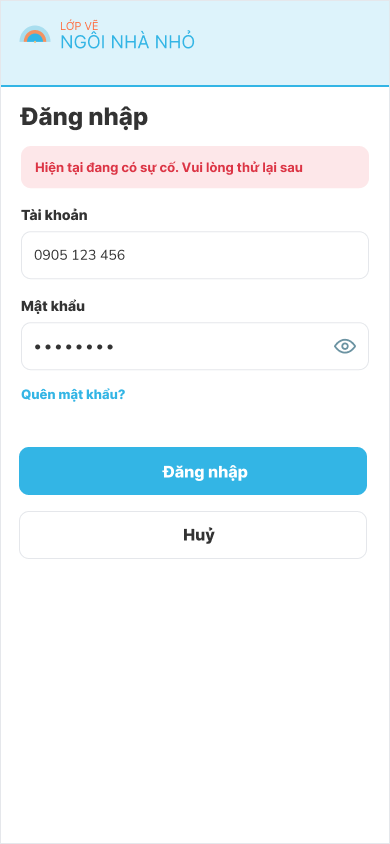 LỚP VẼ
NGÔI NHÀ NHỎ
Đăng nhập
Hiện tại đang có sự cố. Vui lòng thử lại sau
Tài khoản
0905 123 456
Mật khẩu
••••••••
Quên mật khẩu?
Đăng nhập
Huỷ